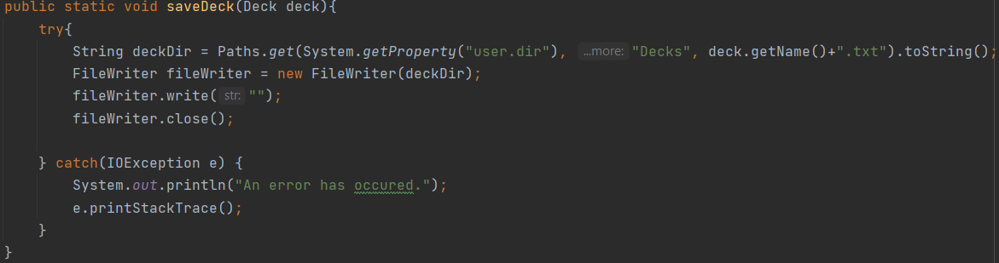 public static void saveDeck(Deck deck){
try{
String deckDir = Paths.get(System.getProperty("user.dir"), ...more: "Decks", deck.getName()+".txt").toString();
FileWriter fileWriter = new FileWriter(deckDir);
fileWriter.write( str: "");
fileWriter.close();
} catch(IOException e) {
System.out.println("An error has occured.");
e.printStackTrace();
}
}